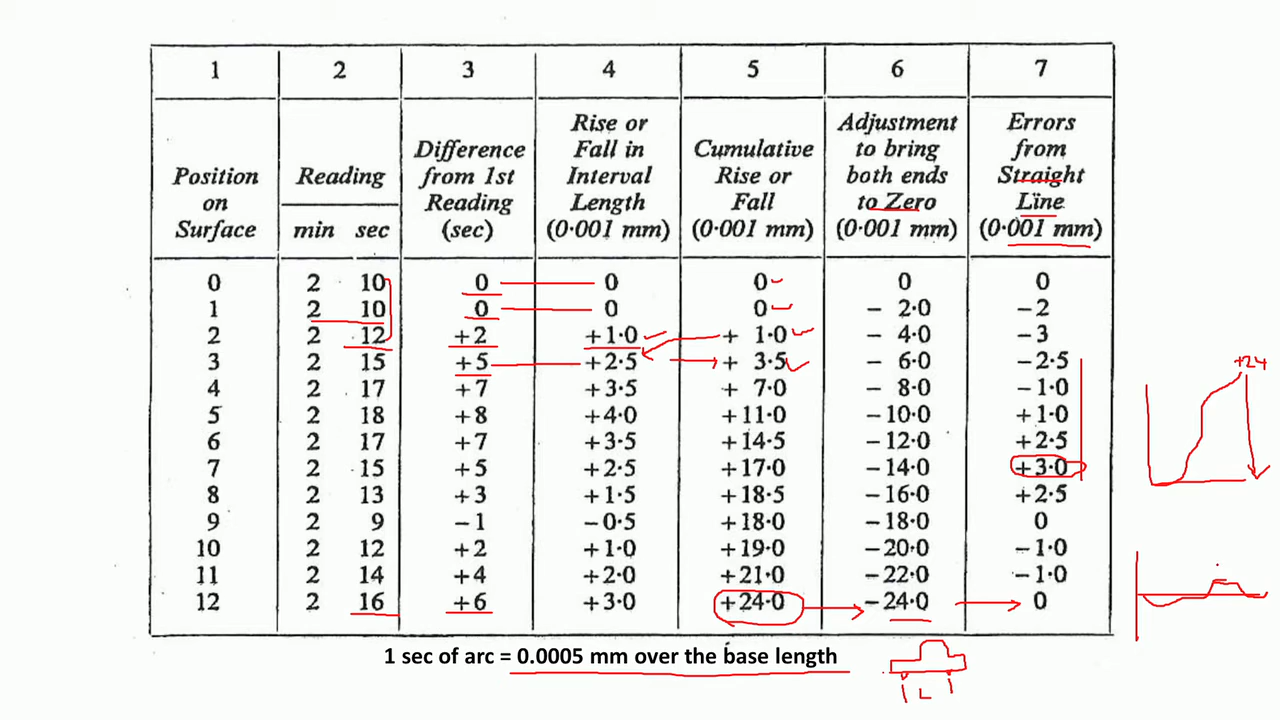 1 2 3 4 5 6 7
Position on Surface
Reading
min sec
Difference from 1st Reading (sec)
Rise or Fall in Interval Length (0·001 mm)
Cumulative Rise or Fall (0·001 mm)
Adjustment to bring both ends to Zero (0·001 mm)
Errors from Straight Line (0·001 mm)
0 2 10 0 0 0 0 0
1 2 10 0 0 0 − 2·0 −2
2 2 12 +2 +1·0 + 1·0 − 4·0 −3
3 2 15 +5 +2·5 + 3·5 − 6·0 −2·5
4 2 17 +7 +3·5 + 7·0 − 8·0 −1·0
5 2 18 +8 +4·0 +11·0 −10·0 +1·0
6 2 17 +7 +3·5 +14·5 −12·0 +2·5
7 2 15 +5 +2·5 +17·0 −14·0 +3·0
8 2 13 +3 +1·5 +18·5 −16·0 +2·5
9 2 9 −1 −0·5 +18·0 −18·0 0
10 2 12 +2 +1·0 +19·0 −20·0 −1·0
11 2 14 +4 +2·0 +21·0 −22·0 −1·0
12 2 16 +6 +3·0 +24·0 −24·0 0
+24
1 sec of arc = 0.0005 mm over the base length
L